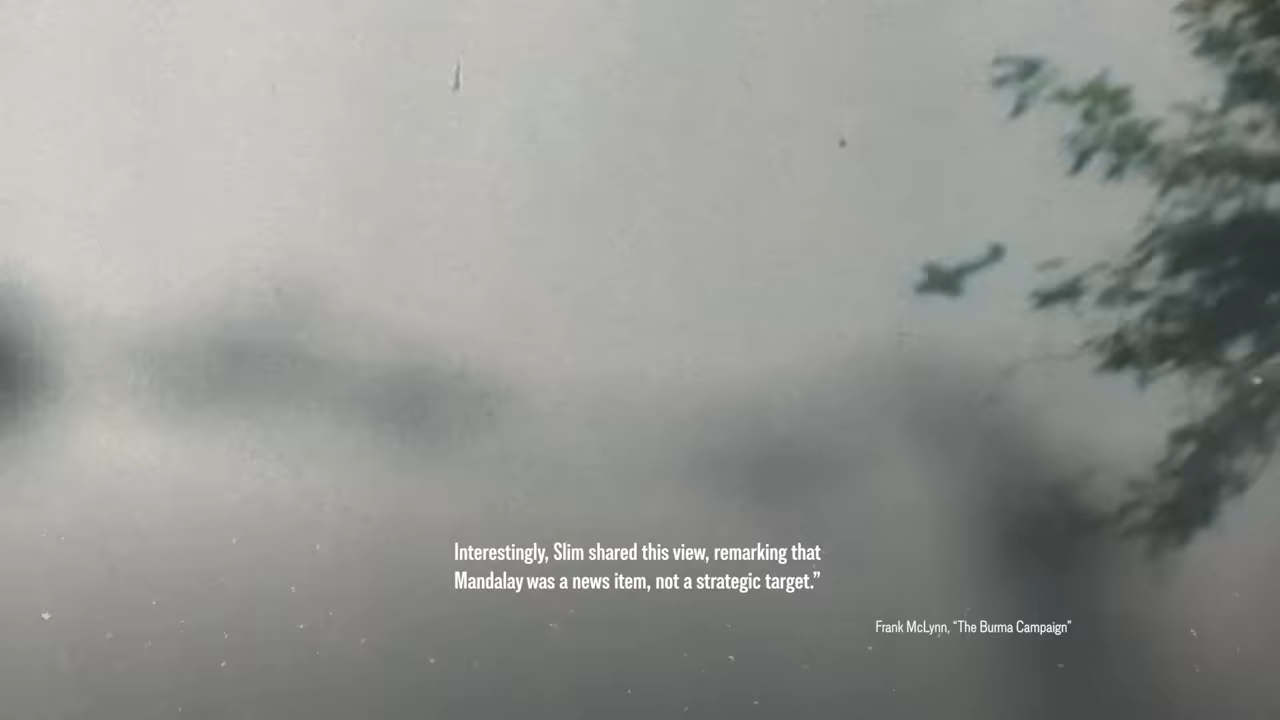 Interestingly, Slim shared this view, remarking that
Mandalay was a news item, not a strategic target.”
Frank McLynn, “The Burma Campaign”